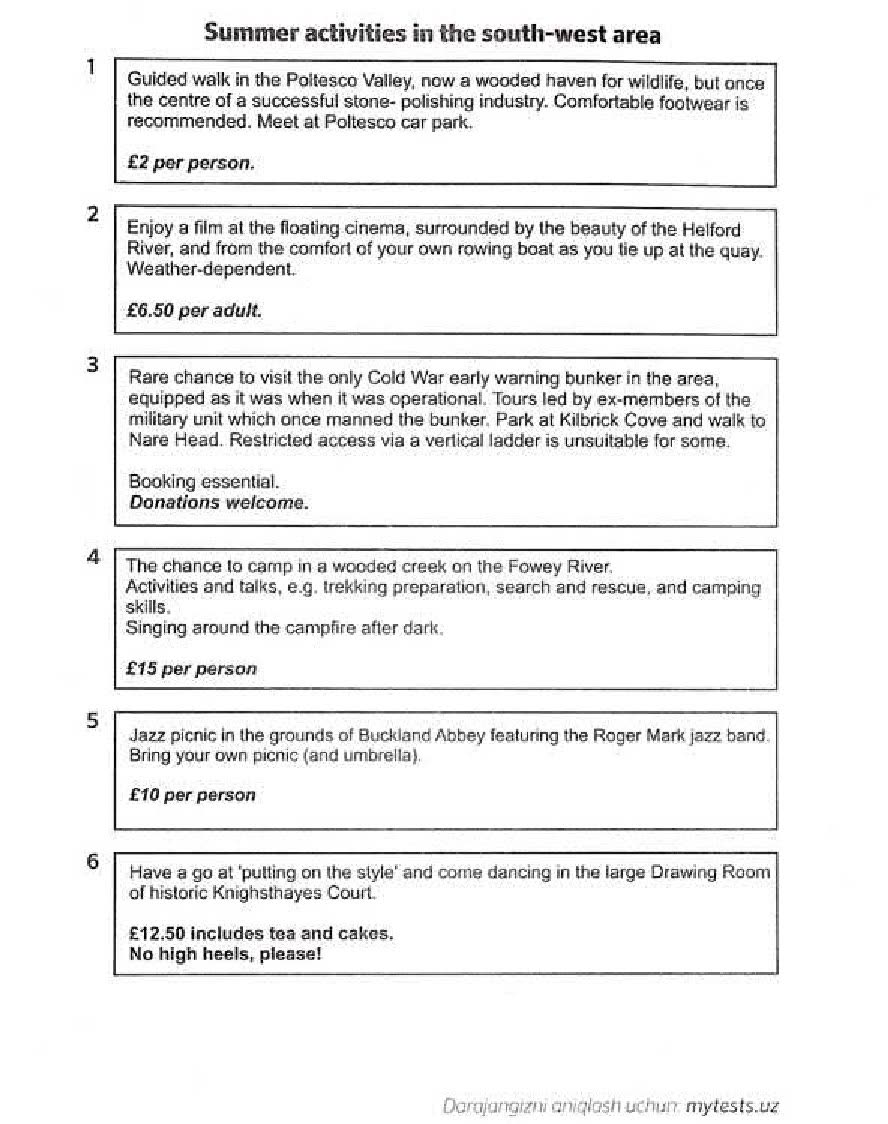 Summer activities in the south-west area
1
Guided walk in the Poltesco Valley, now a wooded haven for wildlife, but once
the centre of a successful stone- polishing industry. Comfortable footwear is
recommended. Meet at Poltesco car park.
£2 per person.
2
Enjoy a film at the floating cinema, surrounded by the beauty of the Helford
River, and from the comfort of your own rowing boat as you tie up at the quay.
Weather-dependent.
£6.50 per adult.
3
Rare chance to visit the only Cold War early warning bunker in the area,
equipped as it was when it was operational. Tours led by ex-members of the
military unit which once manned the bunker. Park at Kilbrick Cove and walk to
Nare Head. Restricted access via a vertical ladder is unsuitable for some.
Booking essential.
Donations welcome.
4
The chance to camp in a wooded creek on the Fowey River.
Activities and talks, e.g. trekking preparation, search and rescue, and camping
skills.
Singing around the campfire after dark.
£15 per person
5
Jazz picnic in the grounds of Buckland Abbey featuring the Roger Mark jazz band.
Bring your own picnic (and umbrella).
£10 per person
6
Have a go at 'putting on the style' and come dancing in the large Drawing Room
of historic Knighsthayes Court.
£12.50 includes tea and cakes.
No high heels, please!
Darajangizni aniqlash uchun: mytests.uz